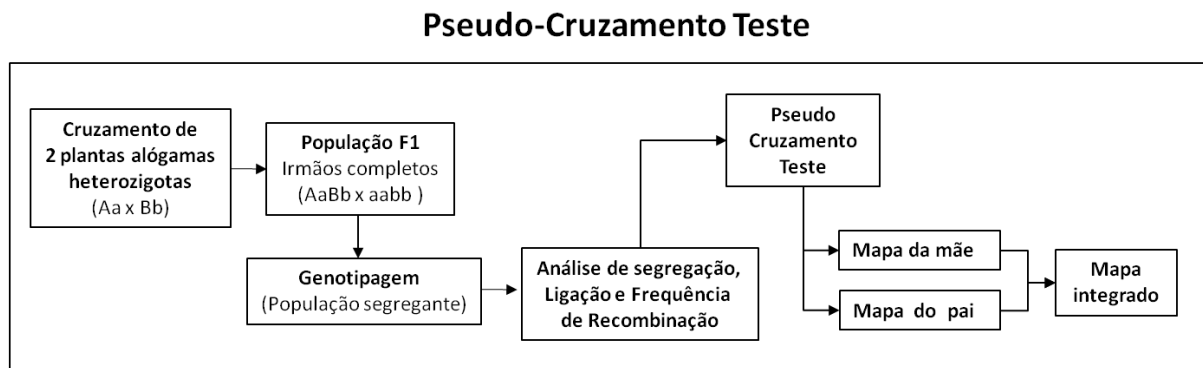 Pseudo-Cruzamento Teste
Cruzamento de
2 plantas alógamas
heterozigotas
(Aa x Bb)
População F1
Irmãos completos
(AaBb x aabb )
Genotipagem
(População segregante)
Análise de segregação,
Ligação e Frequência
de Recombinação
Pseudo
Cruzamento
Teste
Mapa da mãe
Mapa do pai
Mapa
integrado